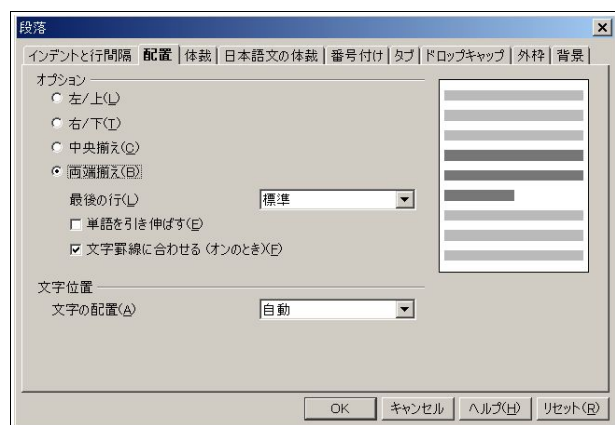 段落
インデントと行間隔 配置 体裁 日本語文の体裁 番号付け タブ ドロップキャップ 外枠 背景
オプション
左/上(L)
右/下(T)
中央揃え(C)
両端揃え(B)
最後の行(L) 標準
単語を引き伸ばす(E)
文字罫線に合わせる (オンのとき)(F)
文字位置
文字の配置(A) 自動
OK キャンセル ヘルプ(H) リセット(R)